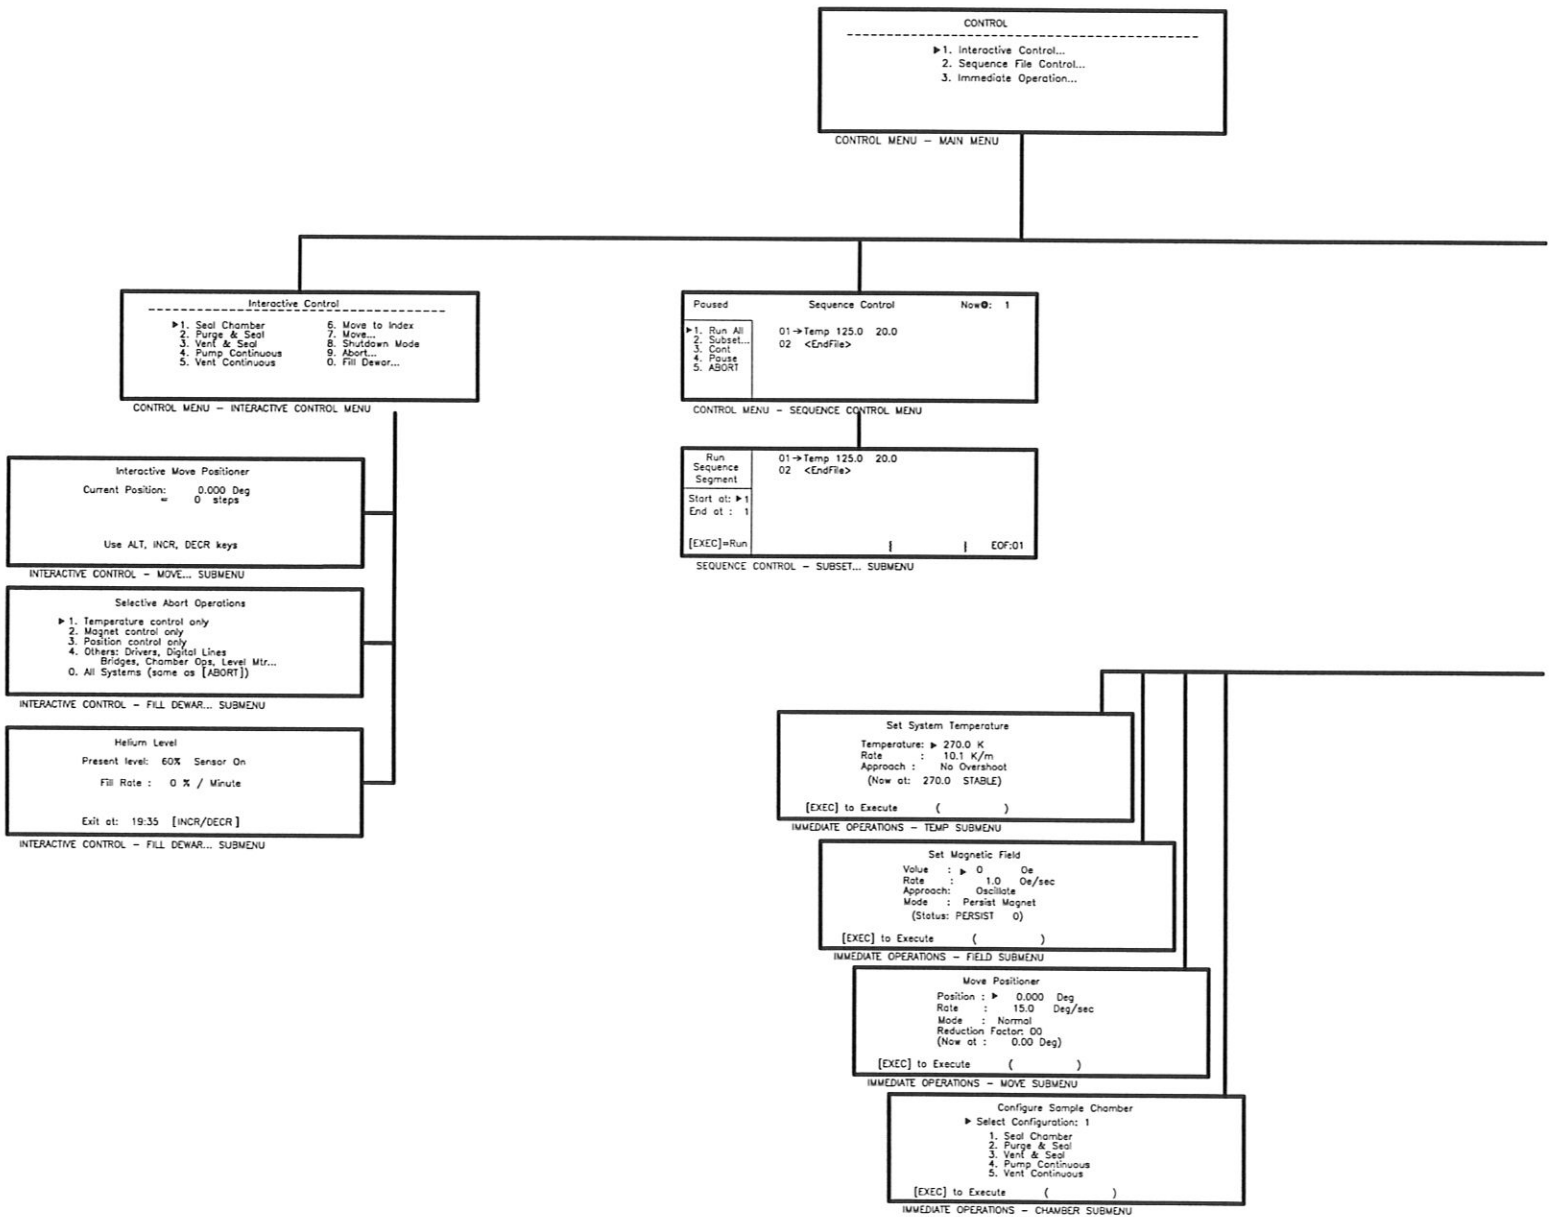 CONTROL
▶1. Interactive Control...
2. Sequence File Control...
3. Immediate Operation...
CONTROL MENU – MAIN MENU
Interactive Control
▶1. Seal Chamber
2. Purge & Seal
3. Vent & Seal
4. Pump Continuous
5. Vent Continuous
6. Move to Index
7. Move...
8. Shutdown Mode
9. Abort...
0. Fill Dewar...
CONTROL MENU – INTERACTIVE CONTROL MENU
Paused Sequence Control Now❷: 1
▶1. Run All
2. Subset...
3. Cont
4. Pause
5. ABORT
01→Temp 125.0 20.0
02 <EndFile>
CONTROL MENU – SEQUENCE CONTROL MENU
Interactive Move Positioner
Current Position: 0.000 Deg
= 0 steps
Use ALT, INCR, DECR keys
INTERACTIVE CONTROL – MOVE... SUBMENU
Run
Sequence
Segment
Start at: ▶1
End at : 1
[EXEC]=Run
01→Temp 125.0 20.0
02 <EndFile>
EOF:01
SEQUENCE CONTROL – SUBSET... SUBMENU
Selective Abort Operations
▶1. Temperature control only
2. Magnet control only
3. Position control only
4. Others: Drivers, Digital Lines
Bridges, Chamber Ops, Level Mtr...
0. All Systems (same as [ABORT])
INTERACTIVE CONTROL – FILL DEWAR... SUBMENU
Helium Level
Present level: 60% Sensor On
Fill Rate : 0 % / Minute
Exit at: 19:35 [INCR/DECR]
INTERACTIVE CONTROL – FILL DEWAR... SUBMENU
Set System Temperature
Temperature: ▶ 270.0 K
Rate : 10.1 K/m
Approach : No Overshoot
(Now at: 270.0 STABLE)
[EXEC] to Execute ( )
IMMEDIATE OPERATIONS – TEMP SUBMENU
Set Magnetic Field
Value : ▶ 0 Oe
Rate : 1.0 Oe/sec
Approach: Oscillate
Mode : Persist Magnet
(Status: PERSIST 0)
[EXEC] to Execute ( )
IMMEDIATE OPERATIONS – FIELD SUBMENU
Move Positioner
Position : ▶ 0.000 Deg
Rate : 15.0 Deg/sec
Mode : Normal
Reduction Factor: 00
(Now at : 0.00 Deg)
[EXEC] to Execute ( )
IMMEDIATE OPERATIONS – MOVE SUBMENU
Configure Sample Chamber
▶ Select Configuration: 1
1. Seal Chamber
2. Purge & Seal
3. Vent & Seal
4. Pump Continuous
5. Vent Continuous
[EXEC] to Execute ( )
IMMEDIATE OPERATIONS – CHAMBER SUBMENU